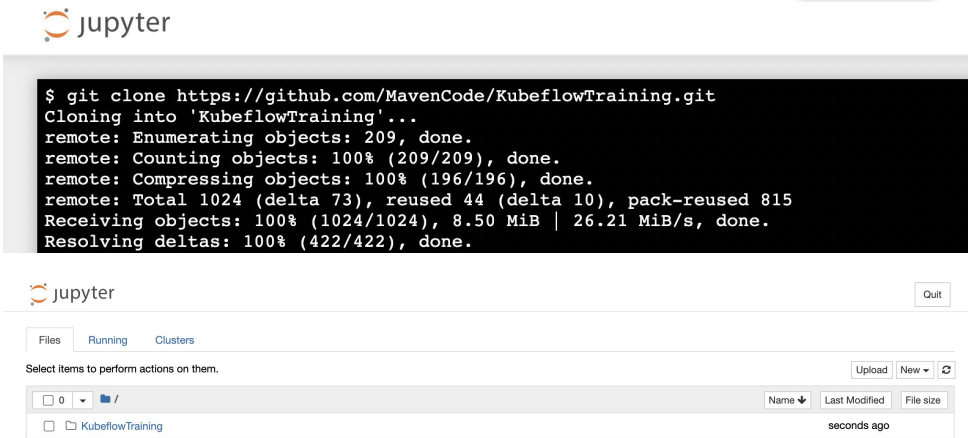 jupyter
$ git clone https://github.com/MavenCode/KubeflowTraining.git
Cloning into 'KubeflowTraining'...
remote: Enumerating objects: 209, done.
remote: Counting objects: 100% (209/209), done.
remote: Compressing objects: 100% (196/196), done.
remote: Total 1024 (delta 73), reused 44 (delta 10), pack-reused 815
Receiving objects: 100% (1024/1024), 8.50 MiB | 26.21 MiB/s, done.
Resolving deltas: 100% (422/422), done.
jupyter Quit
Files Running Clusters
Select items to perform actions on them. Upload New
0 / Name Last Modified File size
KubeflowTraining seconds ago